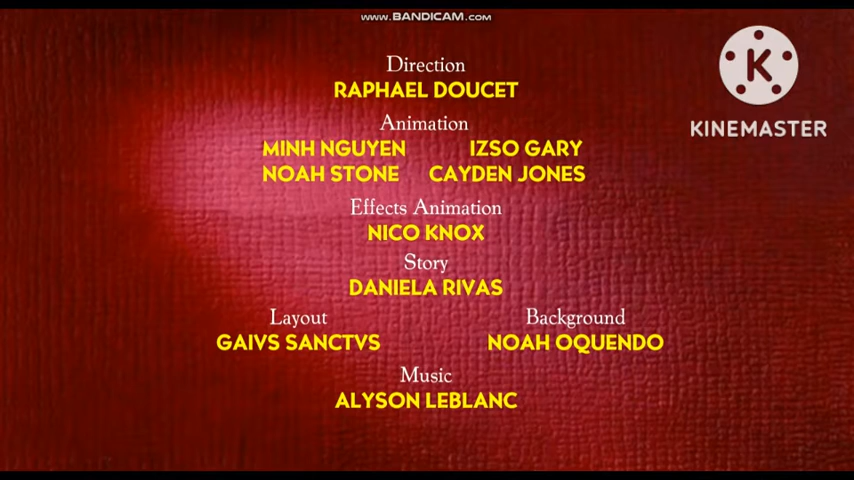 WWW.BANDICAM.COM
Direction
RAPHAEL DOUCET
Animation
MINH NGUYEN IZSO GARY
NOAH STONE CAYDEN JONES
Effects Animation
NICO KNOX
Story
DANIELA RIVAS
Layout Background
GAIVS SANCTVS NOAH OQUENDO
Music
ALYSON LEBLANC
K
KINEMASTER